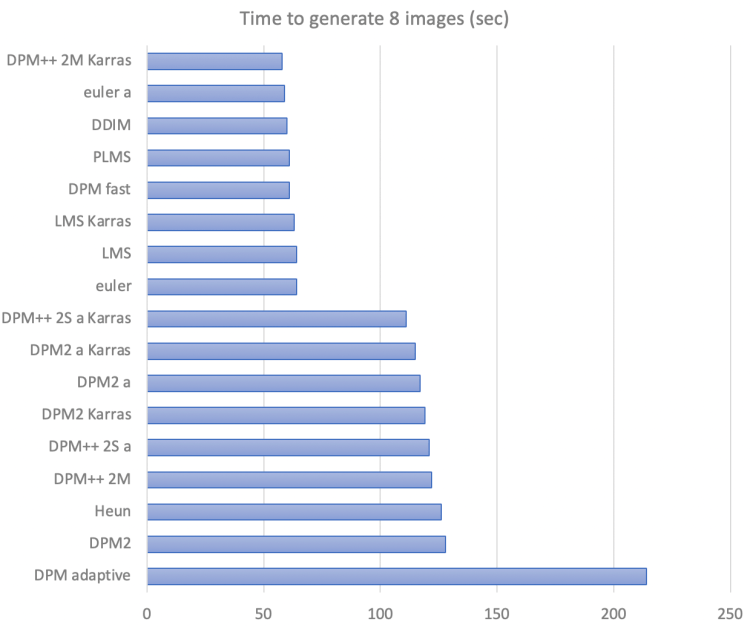 Time to generate 8 images (sec)
DPM++ 2M Karras
euler a
DDIM
PLMS
DPM fast
LMS Karras
LMS
euler
DPM++ 2S a Karras
DPM2 a Karras
DPM2 a
DPM2 Karras
DPM++ 2S a
DPM++ 2M
Heun
DPM2
DPM adaptive
0 50 100 150 200 250